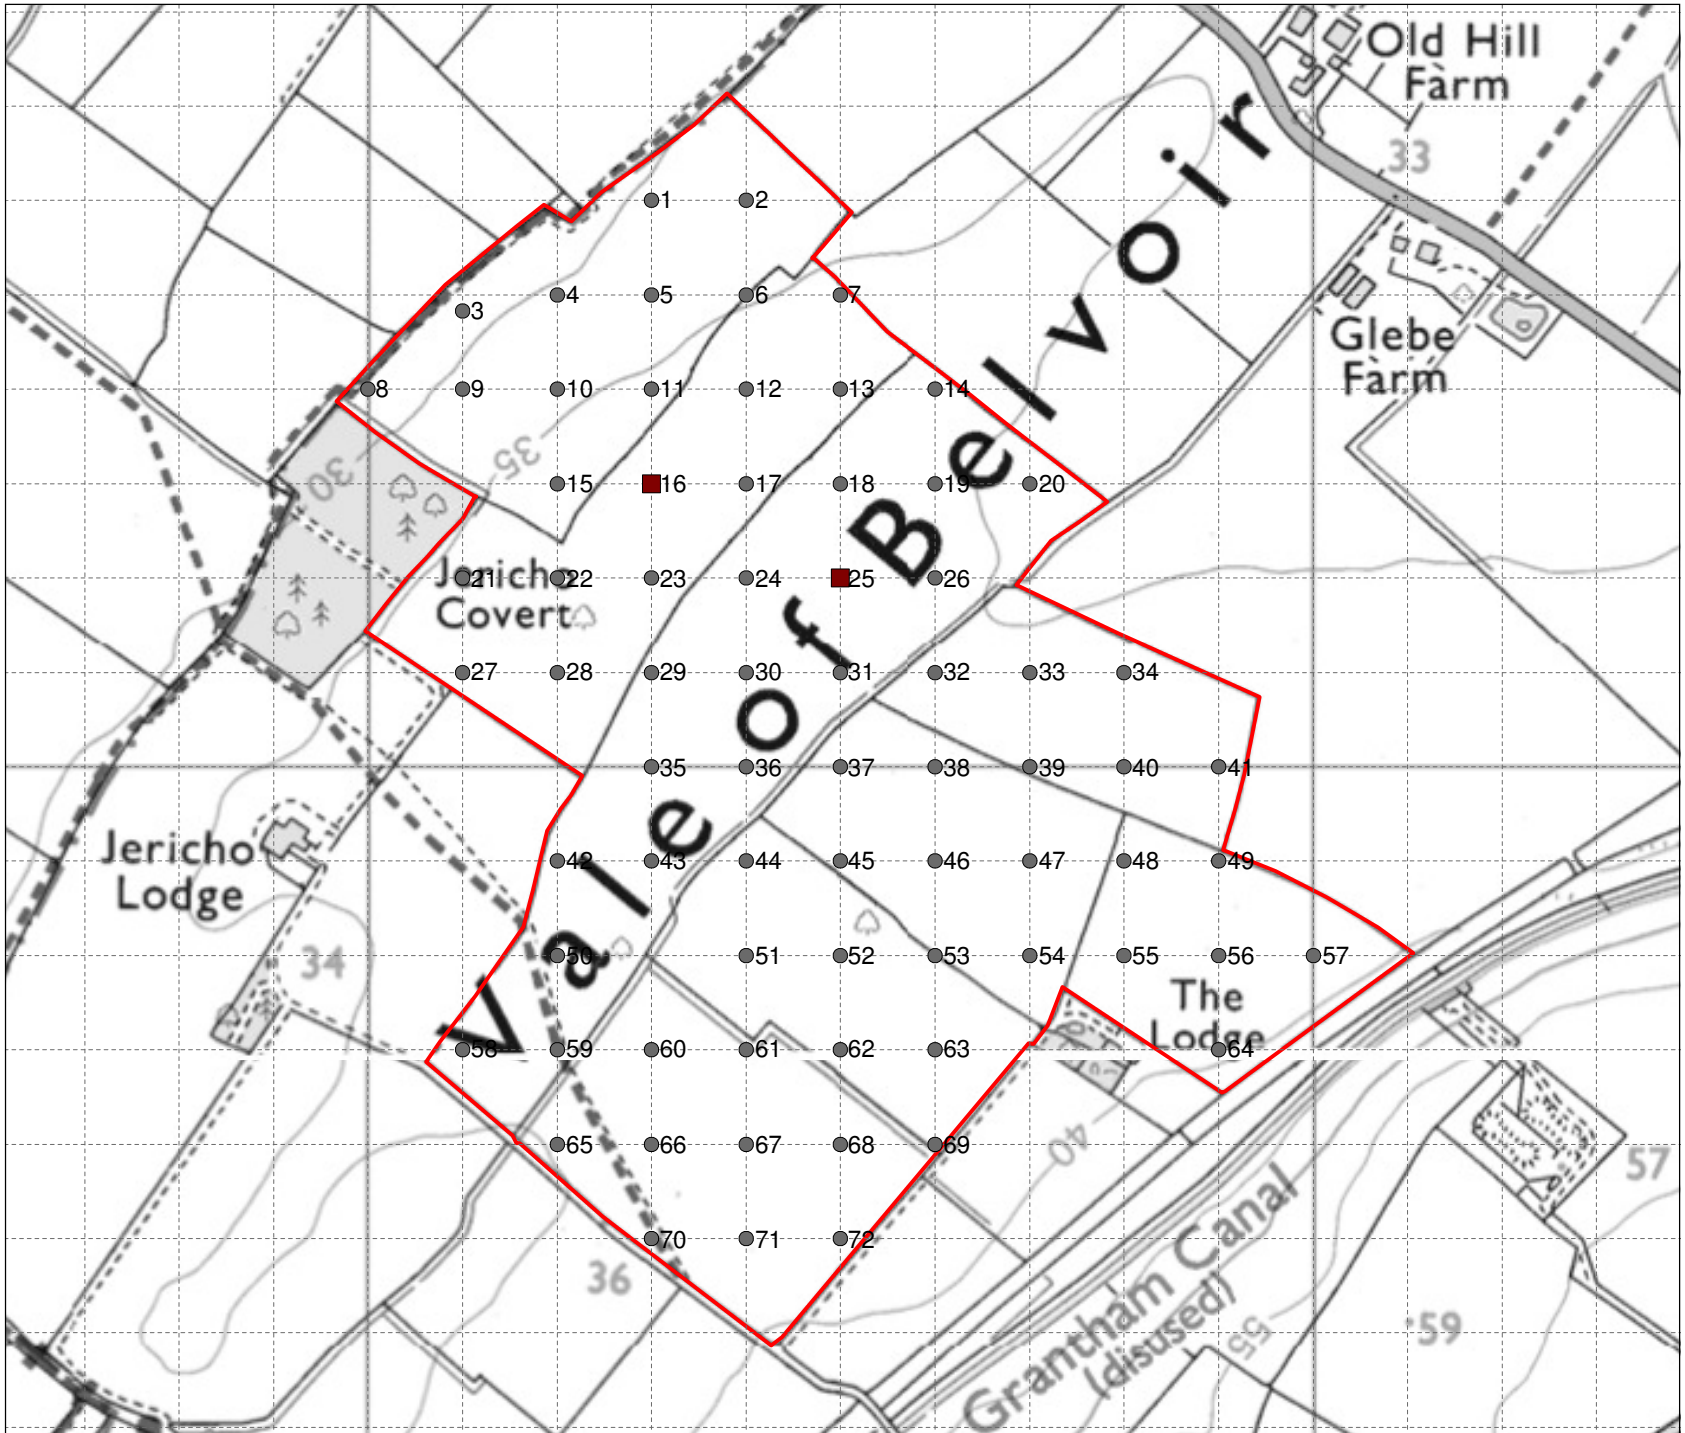 Old Hill
Farm
33
Glebe
Farm
Vale of Belvoir
1 2
3 4 5 6 7
8 9 10 11 12 13 14
35
30
15 16 17 18 19 20
Jericho
Covert
21 22 23 24 25 26
27 28 29 30 31 32 33 34
35 36 37 38 39 40 41
Jericho
Lodge
42 43 44 45 46 47 48 49
34
50 51 52 53 54 55 56 57
The
Lodge
58 59 60 61 62 63 64
40
65 66 67 68 69
57
70 71 72
36
Grantham Canal
(disused)
55
59